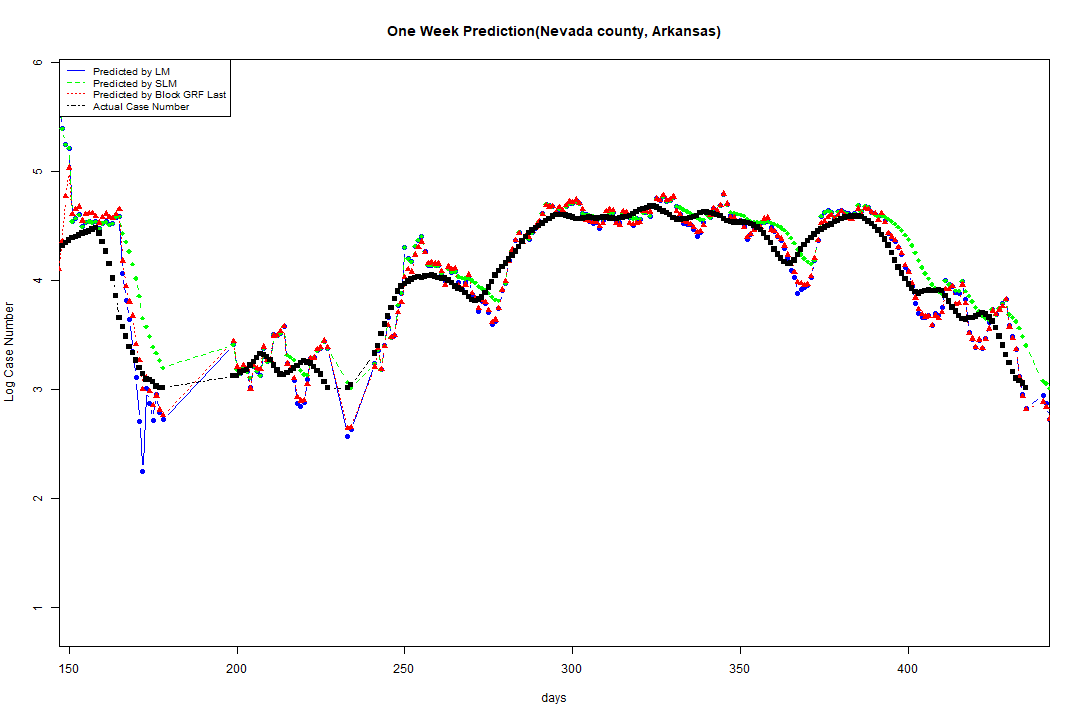 One Week Prediction(Nevada county, Arkansas)
Predicted by LM
Predicted by SLM
Predicted by Block GRF Last
Actual Case Number
6
5
4
3
2
1
Log Case Number
150 200 250 300 350 400
days